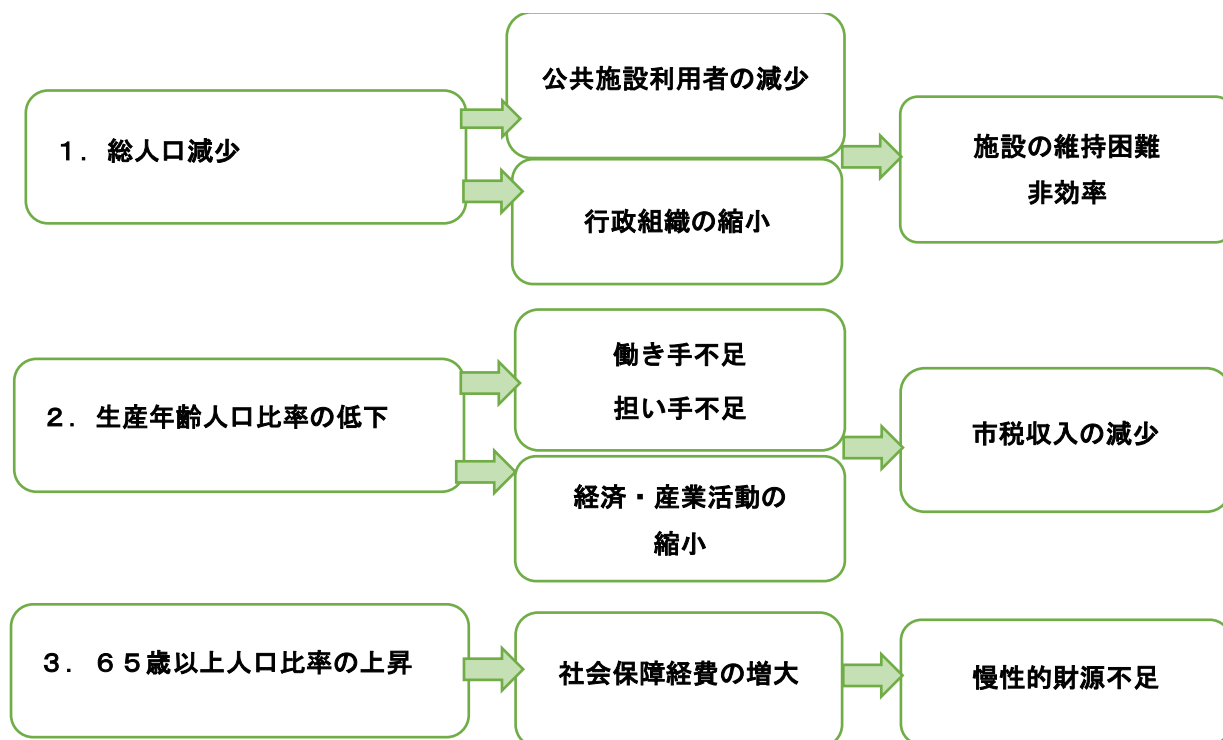 １．総人口減少
公共施設利用者の減少
行政組織の縮小
施設の維持困難
非効率
２．生産年齢人口比率の低下
働き手不足
担い手不足
経済・産業活動の
縮小
市税収入の減少
３．６５歳以上人口比率の上昇
社会保障経費の増大
慢性的財源不足